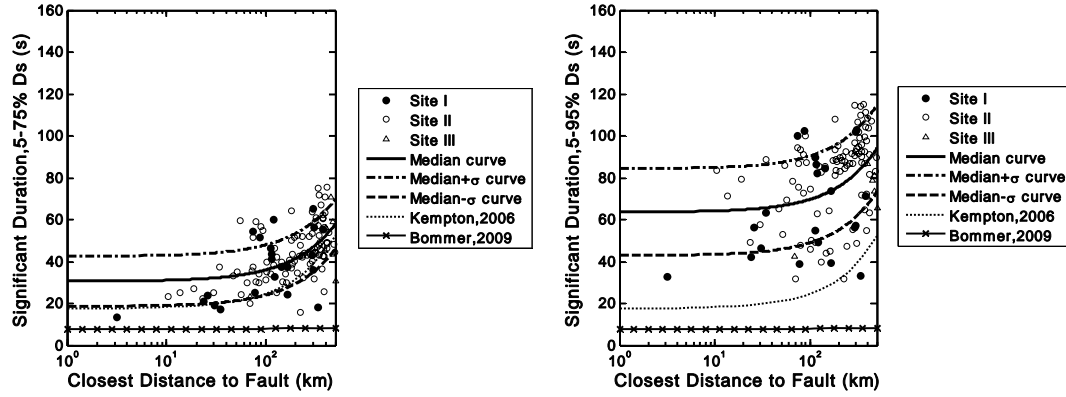 Significant Duration,5-75% Ds (s)
160
140
120
100
80
60
40
20
0
10^0
10^1
10^2
Closest Distance to Fault (km)
Site I
Site II
Site III
Median curve
Median+σ curve
Median-σ curve
Kempton,2006
Bommer,2009
Significant Duration,5-95% Ds (s)
160
140
120
100
80
60
40
20
0
10^0
10^1
10^2
Closest Distance to Fault (km)
Site I
Site II
Site III
Median curve
Median+σ curve
Median-σ curve
Kempton,2006
Bommer,2009